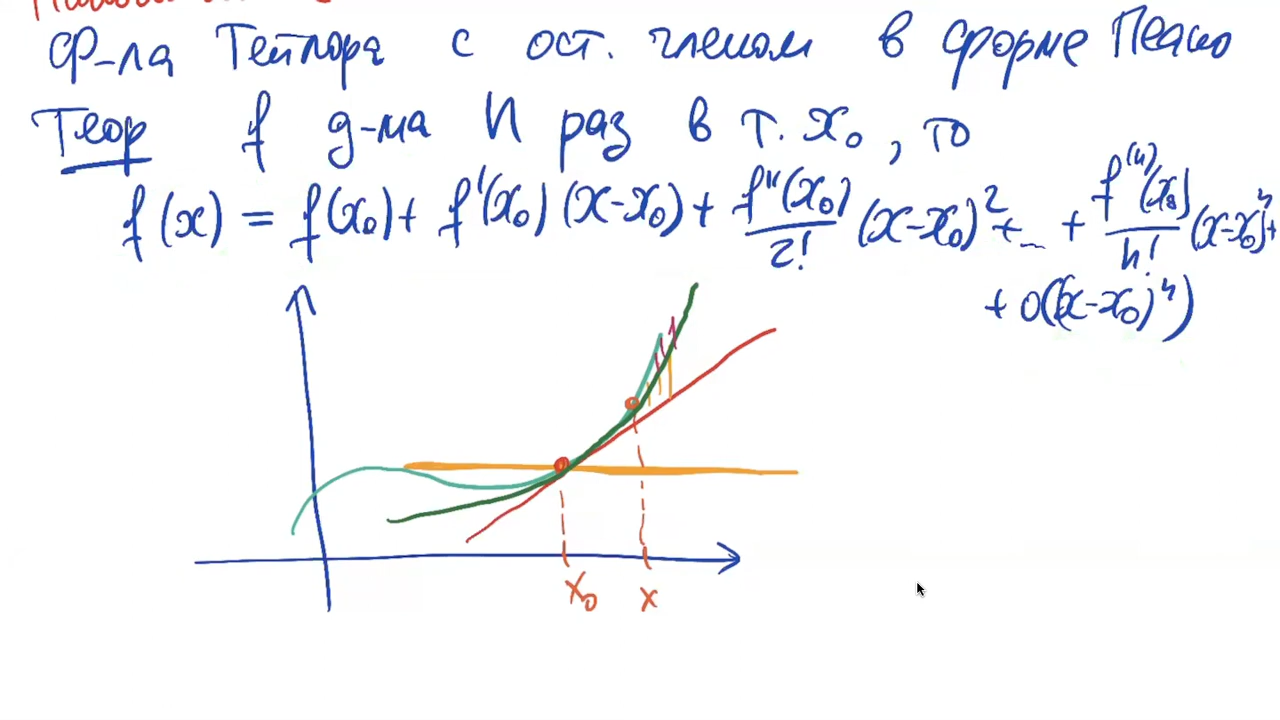 Ф-ла Тейлора с ост. членом в форме Пеано
Теор f д-ма n раз в т. x₀, то
f(x) = f(x₀) + f'(x₀)(x-x₀) + f''(x₀)/2! (x-x₀)² + ... + f⁽ⁿ⁾(x₀)/n! (x-x₀)ⁿ +
+ o((x-x₀)ⁿ)
x₀ x